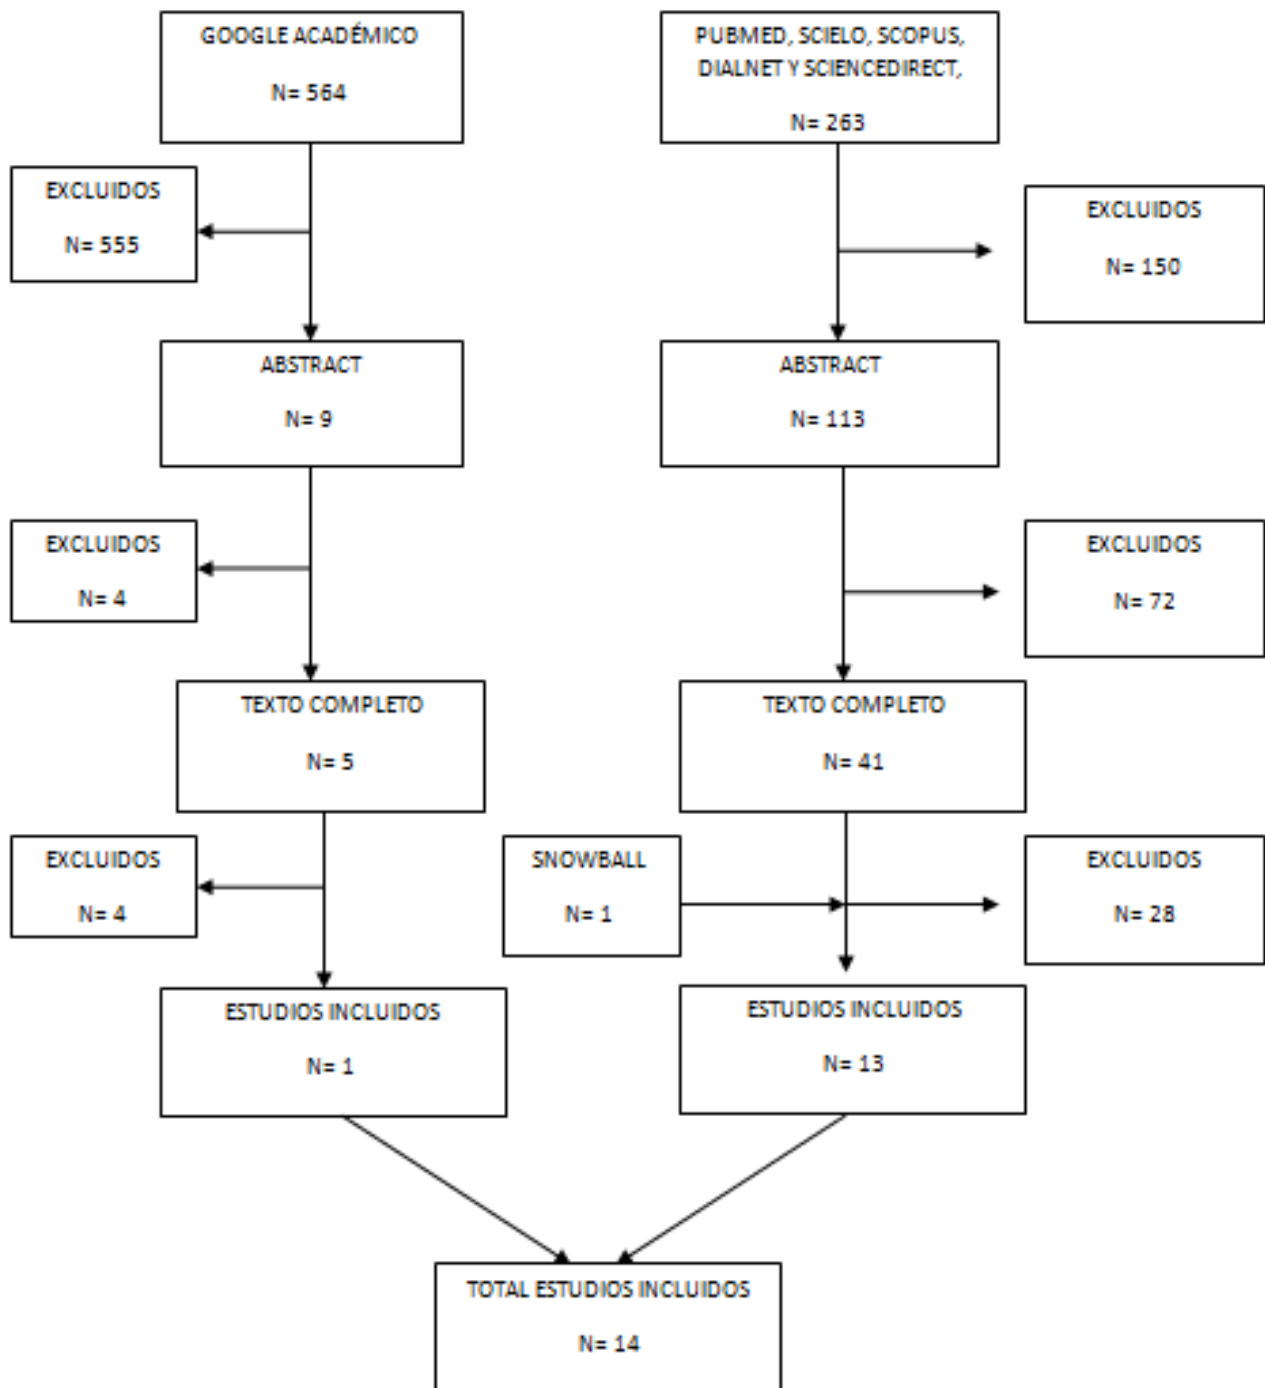 GOOGLE ACADÉMICO
N= 564
PUBMED, SCIELO, SCOPUS,
DIALNET Y SCIENCEDIRECT,
N= 263
EXCLUIDOS
N= 555
EXCLUIDOS
N= 150
ABSTRACT
N= 9
ABSTRACT
N= 113
EXCLUIDOS
N= 4
EXCLUIDOS
N= 72
TEXTO COMPLETO
N= 5
TEXTO COMPLETO
N= 41
EXCLUIDOS
N= 4
SNOWBALL
N= 1
EXCLUIDOS
N= 28
ESTUDIOS INCLUIDOS
N= 1
ESTUDIOS INCLUIDOS
N= 13
TOTAL ESTUDIOS INCLUIDOS
N= 14